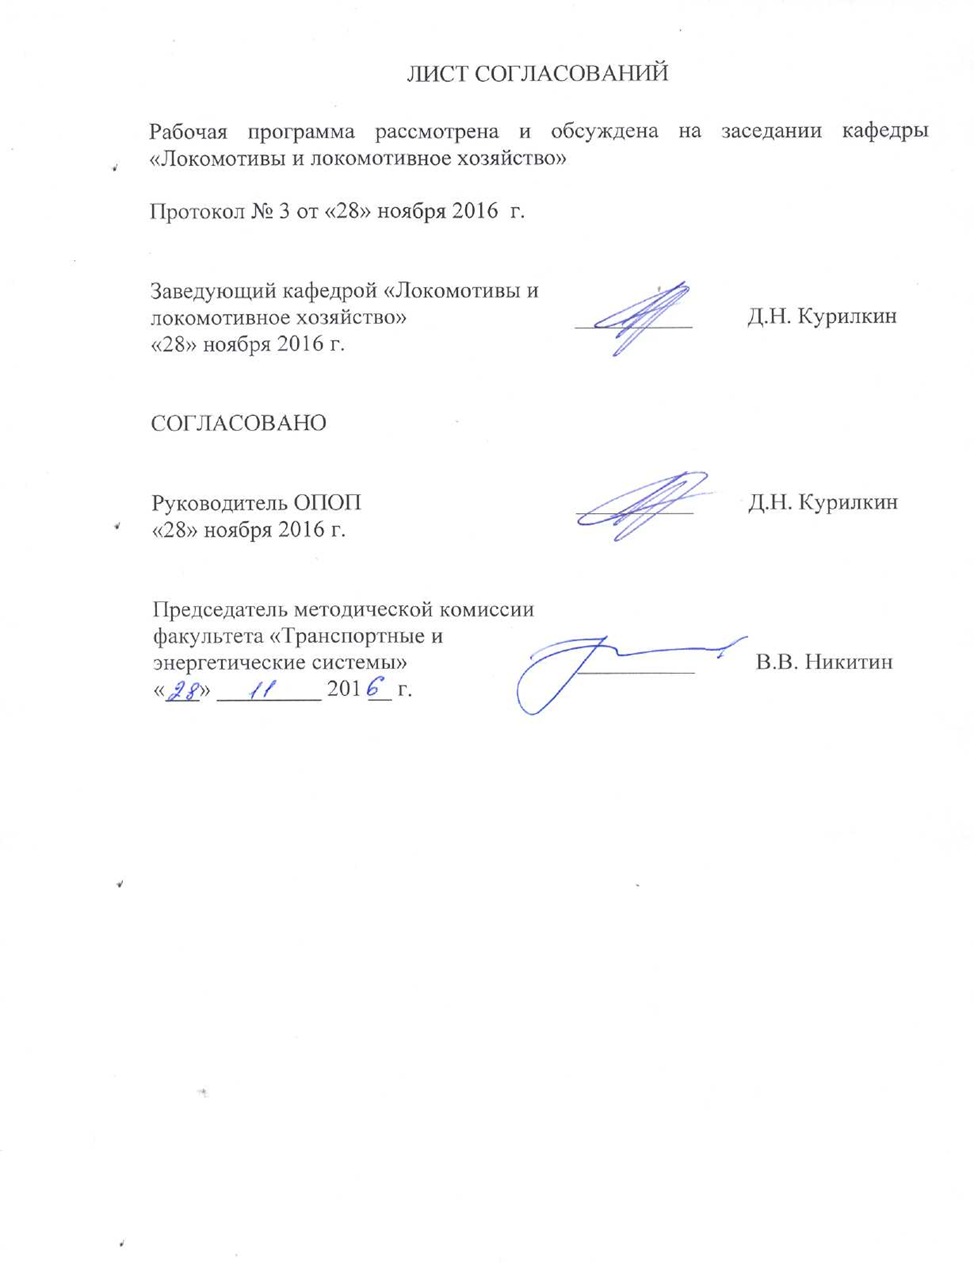 ЛИСТ СОГЛАСОВАНИЙ
Рабочая программа рассмотрена и обсуждена на заседании кафедры
«Локомотивы и локомотивное хозяйство»
Протокол № 3 от «28» ноября 2016 г.
Заведующий кафедрой «Локомотивы и
локомотивное хозяйство» Д.Н. Курилкин
«28» ноября 2016 г.
СОГЛАСОВАНО
Руководитель ОПОП Д.Н. Курилкин
«28» ноября 2016 г.
Председатель методической комиссии
факультета «Транспортные и
энергетические системы» В.В. Никитин
«28» 11 2016 г.